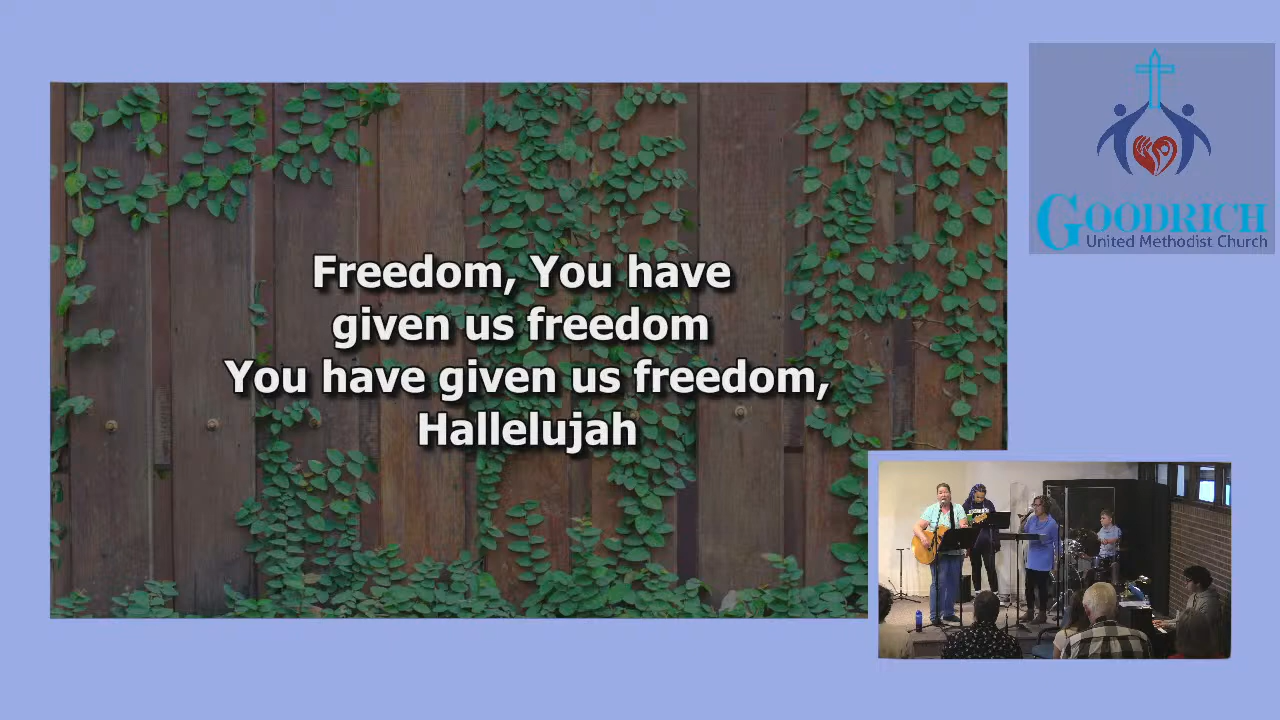 Freedom, You have
given us freedom
You have given us freedom,
Hallelujah
GOODRICH
United Methodist Church